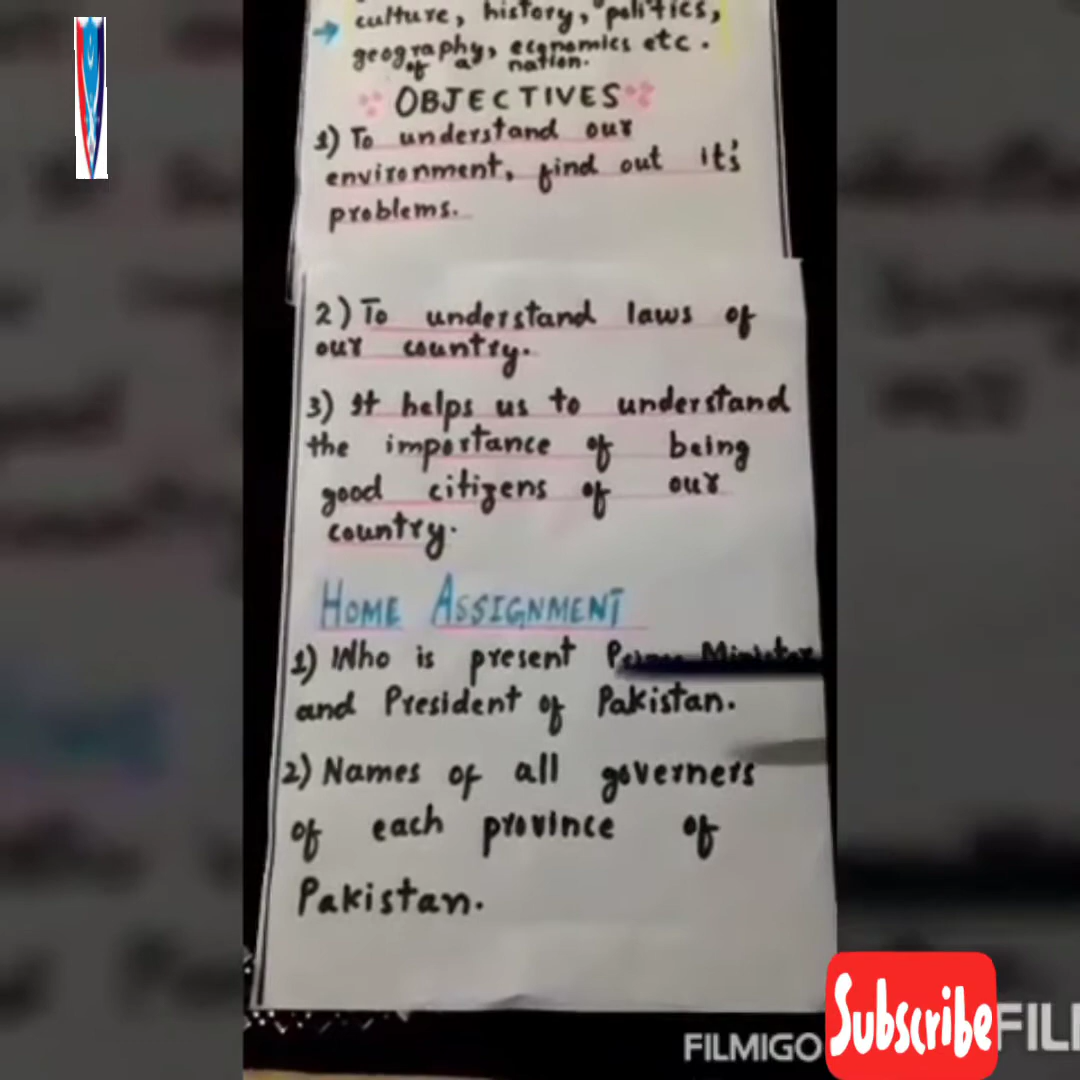 culture, history, politics,
geography, economics etc.
of a nation.
OBJECTIVES
1) To understand our
environment, find out it's
problems.
2) To understand laws of
our country.
3) It helps us to understand
the importance of being
good citizens of our
country.
HOME ASSIGNMENT
1) Who is present Minister
and President of Pakistan.
2) Names of all governers
of each province of
Pakistan.
FILMIGO
Subscribe
FIL